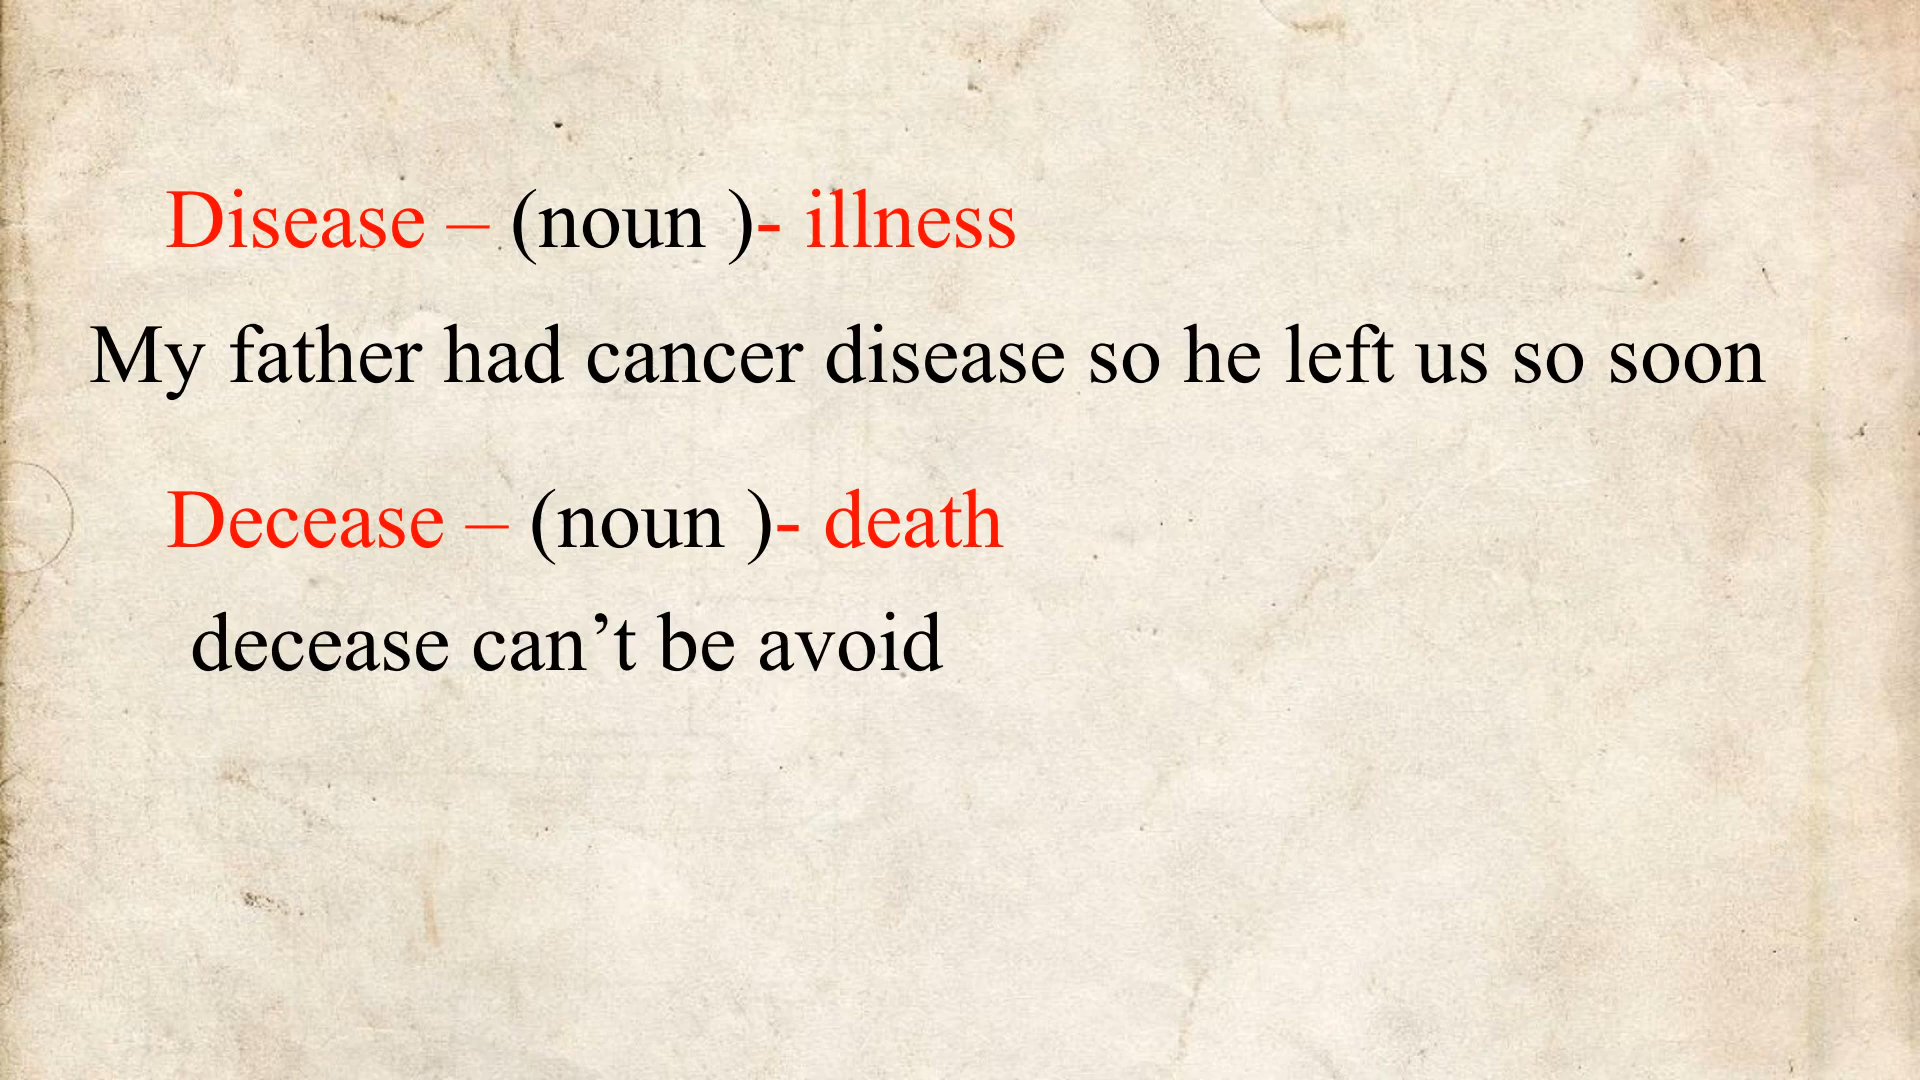 Disease – (noun )- illness
My father had cancer disease so he left us so soon
Decease – (noun )- death
decease can’t be avoid